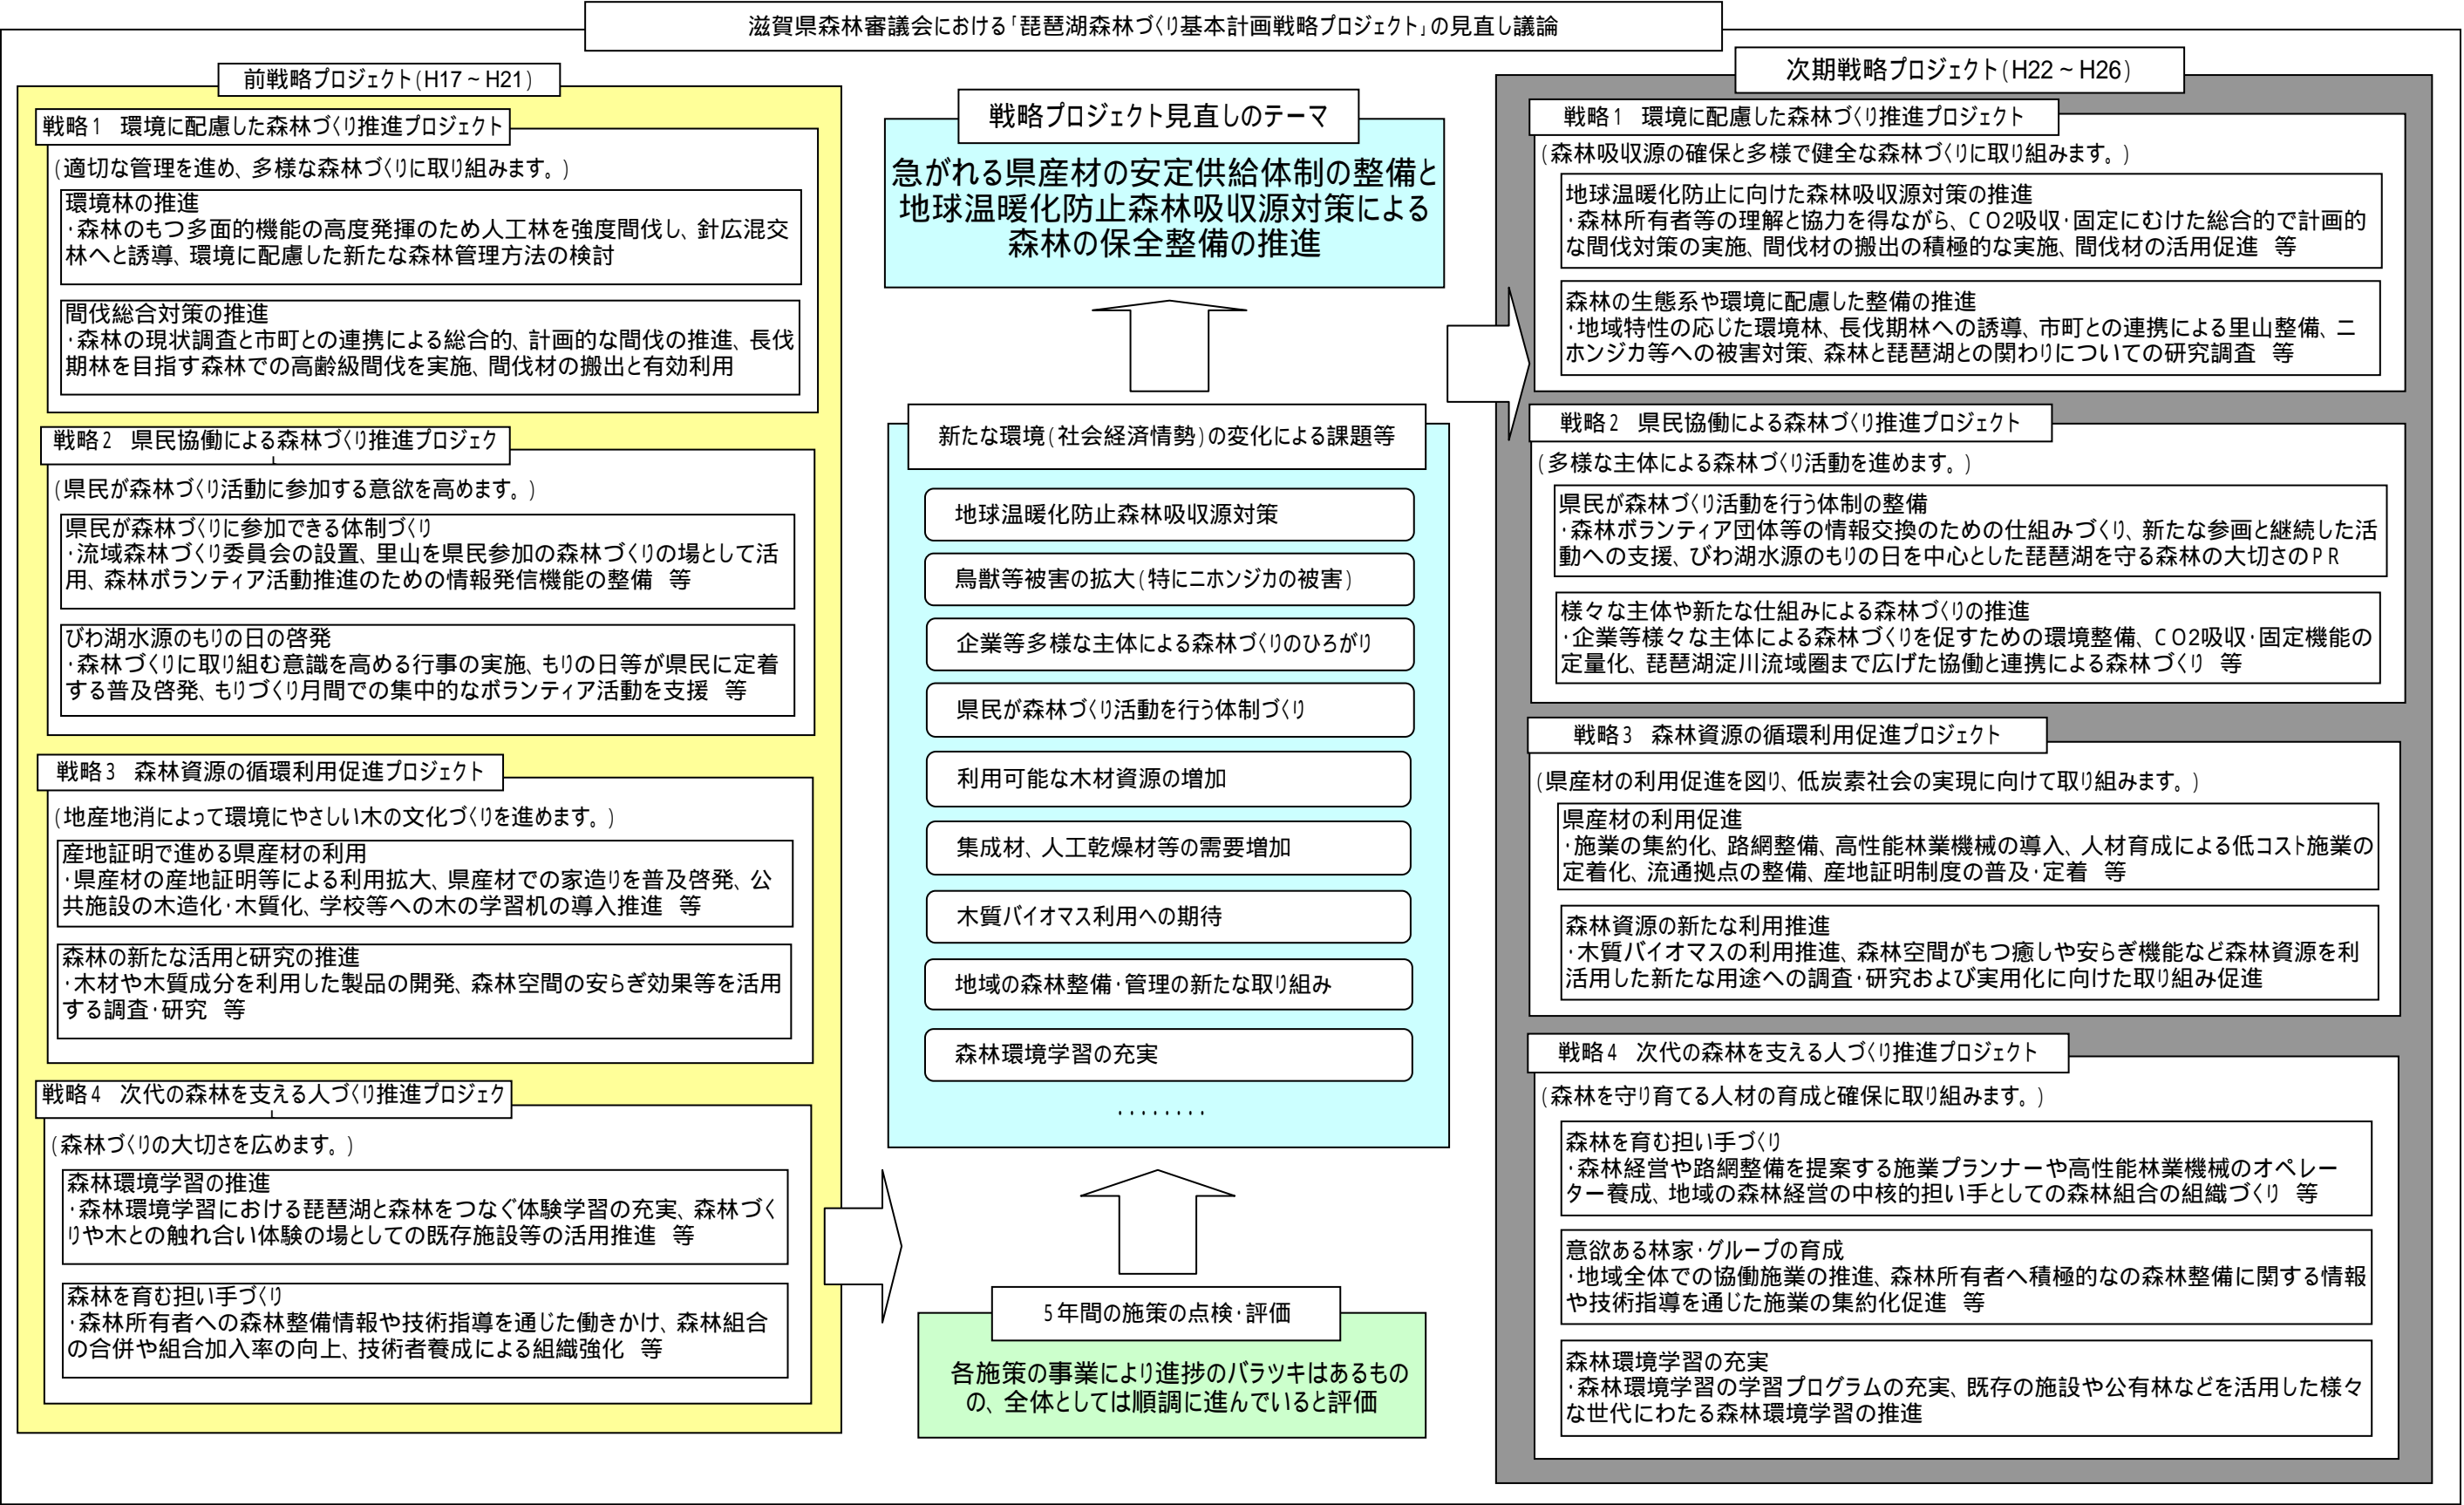 滋賀県森林審議会における「琵琶湖森林づくり基本計画戦略プロジェクト」の見直し議論
前戦略プロジェクト(H17～H21)
戦略1 環境に配慮した森林づくり推進プロジェクト
(適切な管理を進め、多様な森林づくりに取り組みます。)
環境林の推進
・森林のもつ多面的機能の高度発揮のため人工林を強度間伐し、針広混交
林へと誘導、環境に配慮した新たな森林管理方法の検討
間伐総合対策の推進
・森林の現状調査と市町との連携による総合的、計画的な間伐の推進、長伐
期林を目指す森林での高齢級間伐を実施、間伐材の搬出と有効利用
戦略2 県民協働による森林づくり推進プロジェク
(県民が森林づくり活動に参加する意欲を高めます。)
県民が森林づくりに参加できる体制づくり
・流域森林づくり委員会の設置、里山を県民参加の森林づくりの場として活
用、森林ボランティア活動推進のための情報発信機能の整備 等
びわ湖水源のもりの日の啓発
・森林づくりに取り組む意識を高める行事の実施、もりの日等が県民に定着
する普及啓発、もりづくり月間での集中的なボランティア活動を支援 等
戦略3 森林資源の循環利用促進プロジェクト
(地産地消によって環境にやさしい木の文化づくりを進めます。)
産地証明で進める県産材の利用
・県産材の産地証明等による利用拡大、県産材での家造りを普及啓発、公
共施設の木造化・木質化、学校等への木の学習机の導入推進 等
森林の新たな活用と研究の推進
・木材や木質成分を利用した製品の開発、森林空間の安らぎ効果等を活用
する調査・研究 等
戦略4 次代の森林を支える人づくり推進プロジェク
(森林づくりの大切さを広めます。)
森林環境学習の推進
・森林環境学習における琵琶湖と森林をつなぐ体験学習の充実、森林づく
りや木との触れ合い体験の場としての既存施設等の活用推進 等
森林を育む担い手づくり
・森林所有者への森林整備情報や技術指導を通じた働きかけ、森林組合
の合併や組合加入率の向上、技術者養成による組織強化 等
戦略プロジェクト見直しのテーマ
急がれる県産材の安定供給体制の整備と
地球温暖化防止森林吸収源対策による
森林の保全整備の推進
新たな環境(社会経済情勢)の変化による課題等
地球温暖化防止森林吸収源対策
鳥獣等被害の拡大(特にニホンジカの被害)
企業等多様な主体による森林づくりのひろがり
県民が森林づくり活動を行う体制づくり
利用可能な木材資源の増加
集成材、人工乾燥材等の需要増加
木質バイオマス利用への期待
地域の森林整備・管理の新たな取り組み
森林環境学習の充実
・・・・・・・・
5年間の施策の点検・評価
各施策の事業により進捗のバラツキはあるもの
の、全体としては順調に進んでいると評価
次期戦略プロジェクト(H22～H26)
戦略1 環境に配慮した森林づくり推進プロジェクト
(森林吸収源の確保と多様で健全な森林づくりに取り組みます。)
地球温暖化防止に向けた森林吸収源対策の推進
・森林所有者等の理解と協力を得ながら、CO2吸収・固定にむけた総合的で計画的
な間伐対策の実施、間伐材の搬出の積極的な実施、間伐材の活用促進 等
森林の生態系や環境に配慮した整備の推進
・地域特性の応じた環境林、長伐期林への誘導、市町との連携による里山整備、ニ
ホンジカ等への被害対策、森林と琵琶湖との関わりについての研究調査 等
戦略2 県民協働による森林づくり推進プロジェクト
(多様な主体による森林づくり活動を進めます。)
県民が森林づくり活動を行う体制の整備
・森林ボランティア団体等の情報交換のための仕組みづくり、新たな参画と継続した活
動への支援、びわ湖水源のもりの日を中心とした琵琶湖を守る森林の大切さのPR
様々な主体や新たな仕組みによる森林づくりの推進
・企業等様々な主体による森林づくりを促すための環境整備、CO2吸収・固定機能の
定量化、琵琶湖淀川流域圏まで広げた協働と連携による森林づくり 等
戦略3 森林資源の循環利用促進プロジェクト
(県産材の利用促進を図り、低炭素社会の実現に向けて取り組みます。)
県産材の利用促進
・施業の集約化、路網整備、高性能林業機械の導入、人材育成による低コスト施業の
定着化、流通拠点の整備、産地証明制度の普及・定着 等
森林資源の新たな利用推進
・木質バイオマスの利用推進、森林空間がもつ癒しや安らぎ機能など森林資源を利
活用した新たな用途への調査・研究および実用化に向けた取り組み促進
戦略4 次代の森林を支える人づくり推進プロジェクト
(森林を守り育てる人材の育成と確保に取り組みます。)
森林を育む担い手づくり
・森林経営や路網整備を提案する施業プランナーや高性能林業機械のオペレー
ター養成、地域の森林経営の中核的担い手としての森林組合の組織づくり 等
意欲ある林家・グループの育成
・地域全体での協働施業の推進、森林所有者へ積極的なの森林整備に関する情報
や技術指導を通じた施業の集約化促進 等
森林環境学習の充実
・森林環境学習の学習プログラムの充実、既存の施設や公有林などを活用した様々
な世代にわたる森林環境学習の推進